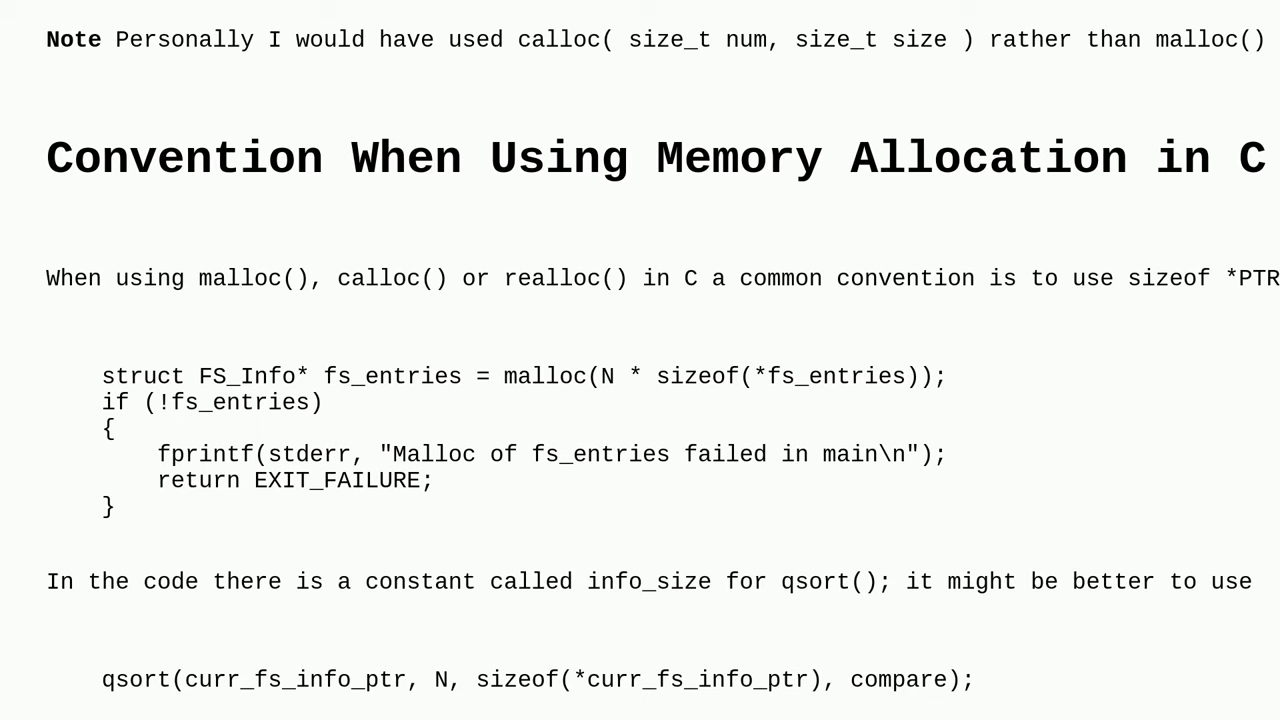 Note Personally I would have used calloc( size_t num, size_t size ) rather than malloc()
Convention When Using Memory Allocation in C
When using malloc(), calloc() or realloc() in C a common convention is to use sizeof *PTR
struct FS_Info* fs_entries = malloc(N * sizeof(*fs_entries));
if (!fs_entries)
{
fprintf(stderr, "Malloc of fs_entries failed in main\n");
return EXIT_FAILURE;
}
In the code there is a constant called info_size for qsort(); it might be better to use
qsort(curr_fs_info_ptr, N, sizeof(*curr_fs_info_ptr), compare);